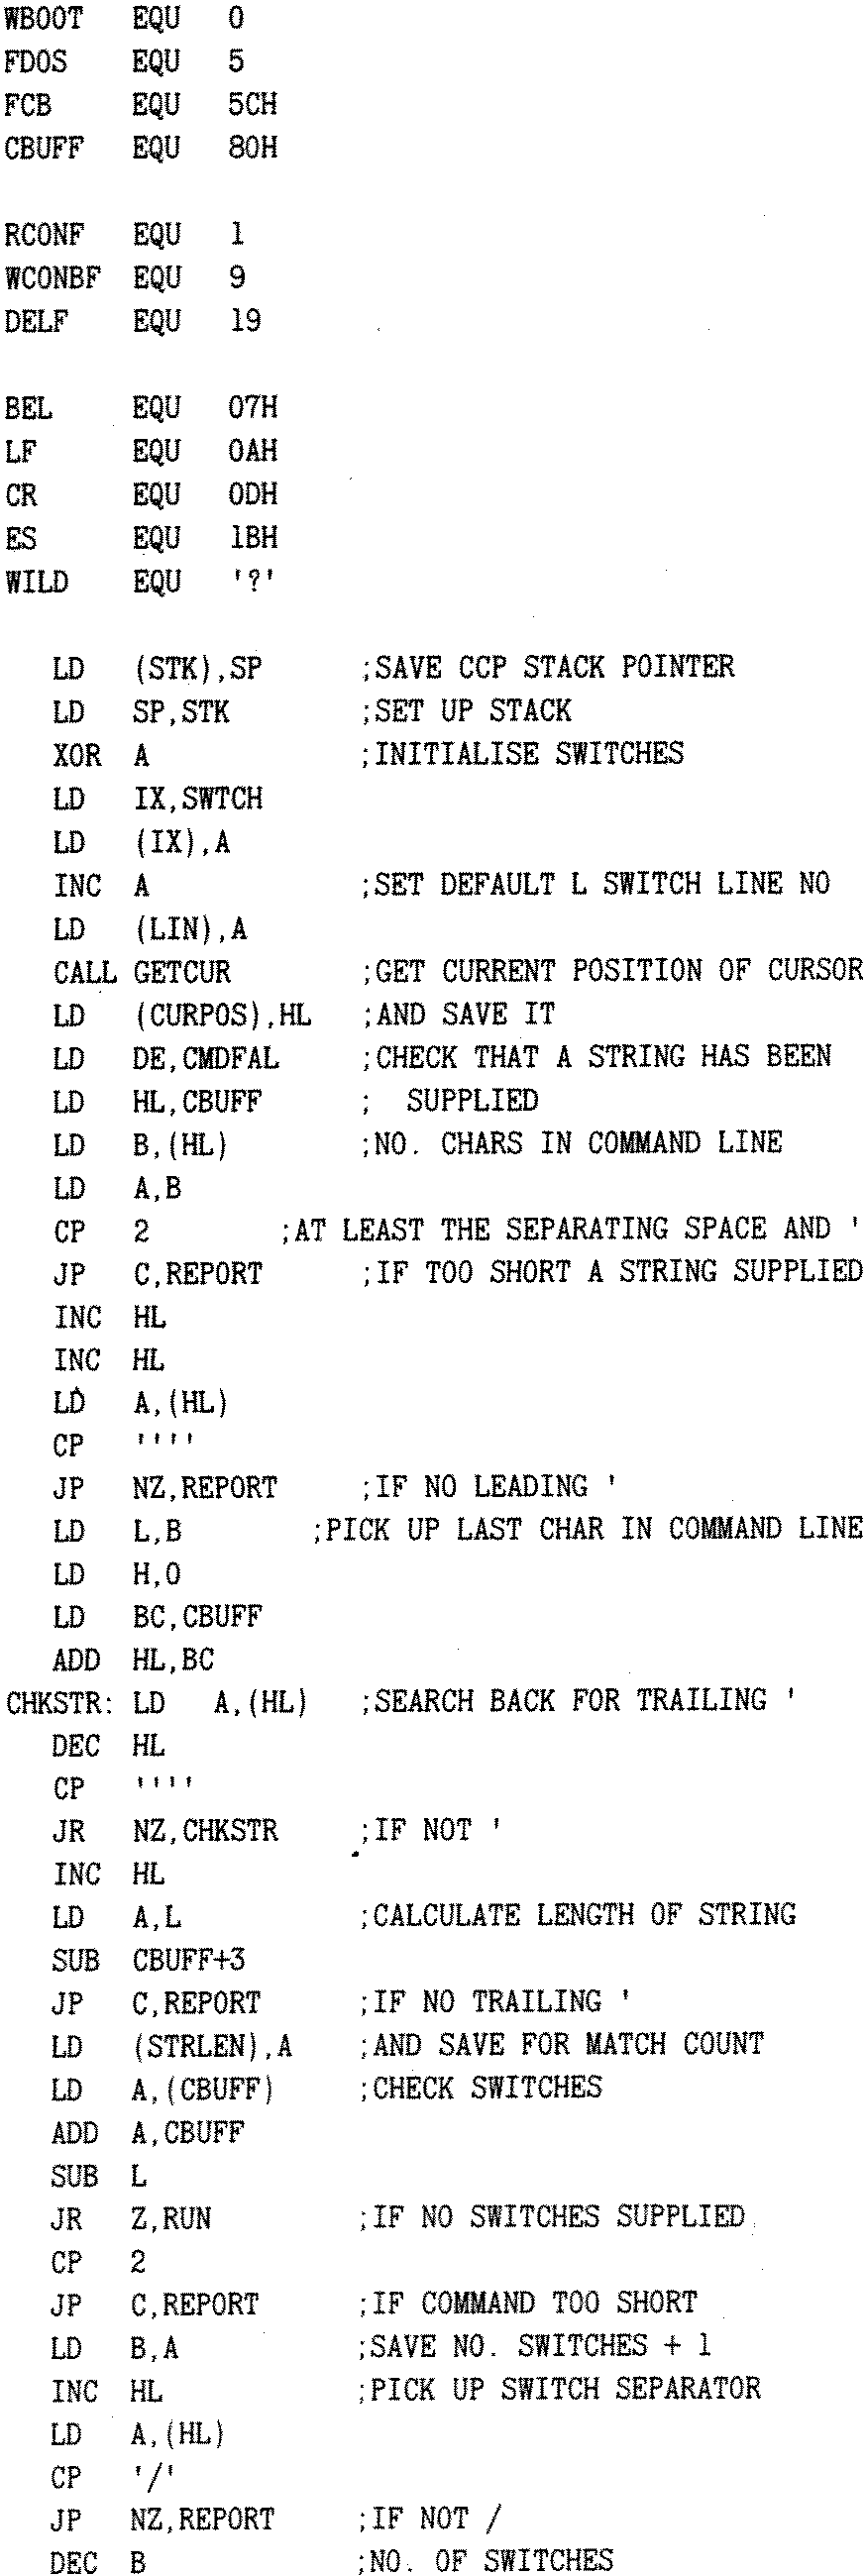 WBOOT   EQU   0
FDOS    EQU   5
FCB     EQU   5CH
CBUFF   EQU   80H
RCONF   EQU   1
WCONBF  EQU   9
DELF    EQU   19
BEL     EQU   07H
LF      EQU   0AH
CR      EQU   0DH
ES      EQU   1BH
WILD    EQU   '?'
LD   (STK),SP      ;SAVE CCP STACK POINTER
LD   SP,STK        ;SET UP STACK
XOR  A             ;INITIALISE SWITCHES
LD   IX,SWTCH
LD   (IX),A
INC  A             ;SET DEFAULT L SWITCH LINE NO
LD   (LIN),A
CALL GETCUR        ;GET CURRENT POSITION OF CURSOR
LD   (CURPOS),HL   ;AND SAVE IT
LD   DE,CMDFAL     ;CHECK THAT A STRING HAS BEEN
LD   HL,CBUFF      ;  SUPPLIED
LD   B,(HL)        ;NO. CHARS IN COMMAND LINE
LD   A,B
CP   2        ;AT LEAST THE SEPARATING SPACE AND '
JP   C,REPORT      ;IF TOO SHORT A STRING SUPPLIED
INC  HL
INC  HL
LD   A,(HL)
CP   ''''
JP   NZ,REPORT     ;IF NO LEADING '
LD   L,B        ;PICK UP LAST CHAR IN COMMAND LINE
LD   H,0
LD   BC,CBUFF
ADD  HL,BC
CHKSTR: LD   A,(HL)   ;SEARCH BACK FOR TRAILING '
DEC  HL
CP   ''''
JR   NZ,CHKSTR     ;IF NOT '
INC  HL
LD   A,L           ;CALCULATE LENGTH OF STRING
SUB  CBUFF+3
JP   C,REPORT      ;IF NO TRAILING '
LD   (STRLEN),A    ;AND SAVE FOR MATCH COUNT
LD   A,(CBUFF)     ;CHECK SWITCHES
ADD  A,CBUFF
SUB  L
JR   Z,RUN         ;IF NO SWITCHES SUPPLIED
CP   2
JP   C,REPORT      ;IF COMMAND TOO SHORT
LD   B,A           ;SAVE NO. SWITCHES + 1
INC  HL            ;PICK UP SWITCH SEPARATOR
LD   A,(HL)
CP   '/'
JP   NZ,REPORT     ;IF NOT /
DEC  B             ;NO. OF SWITCHES